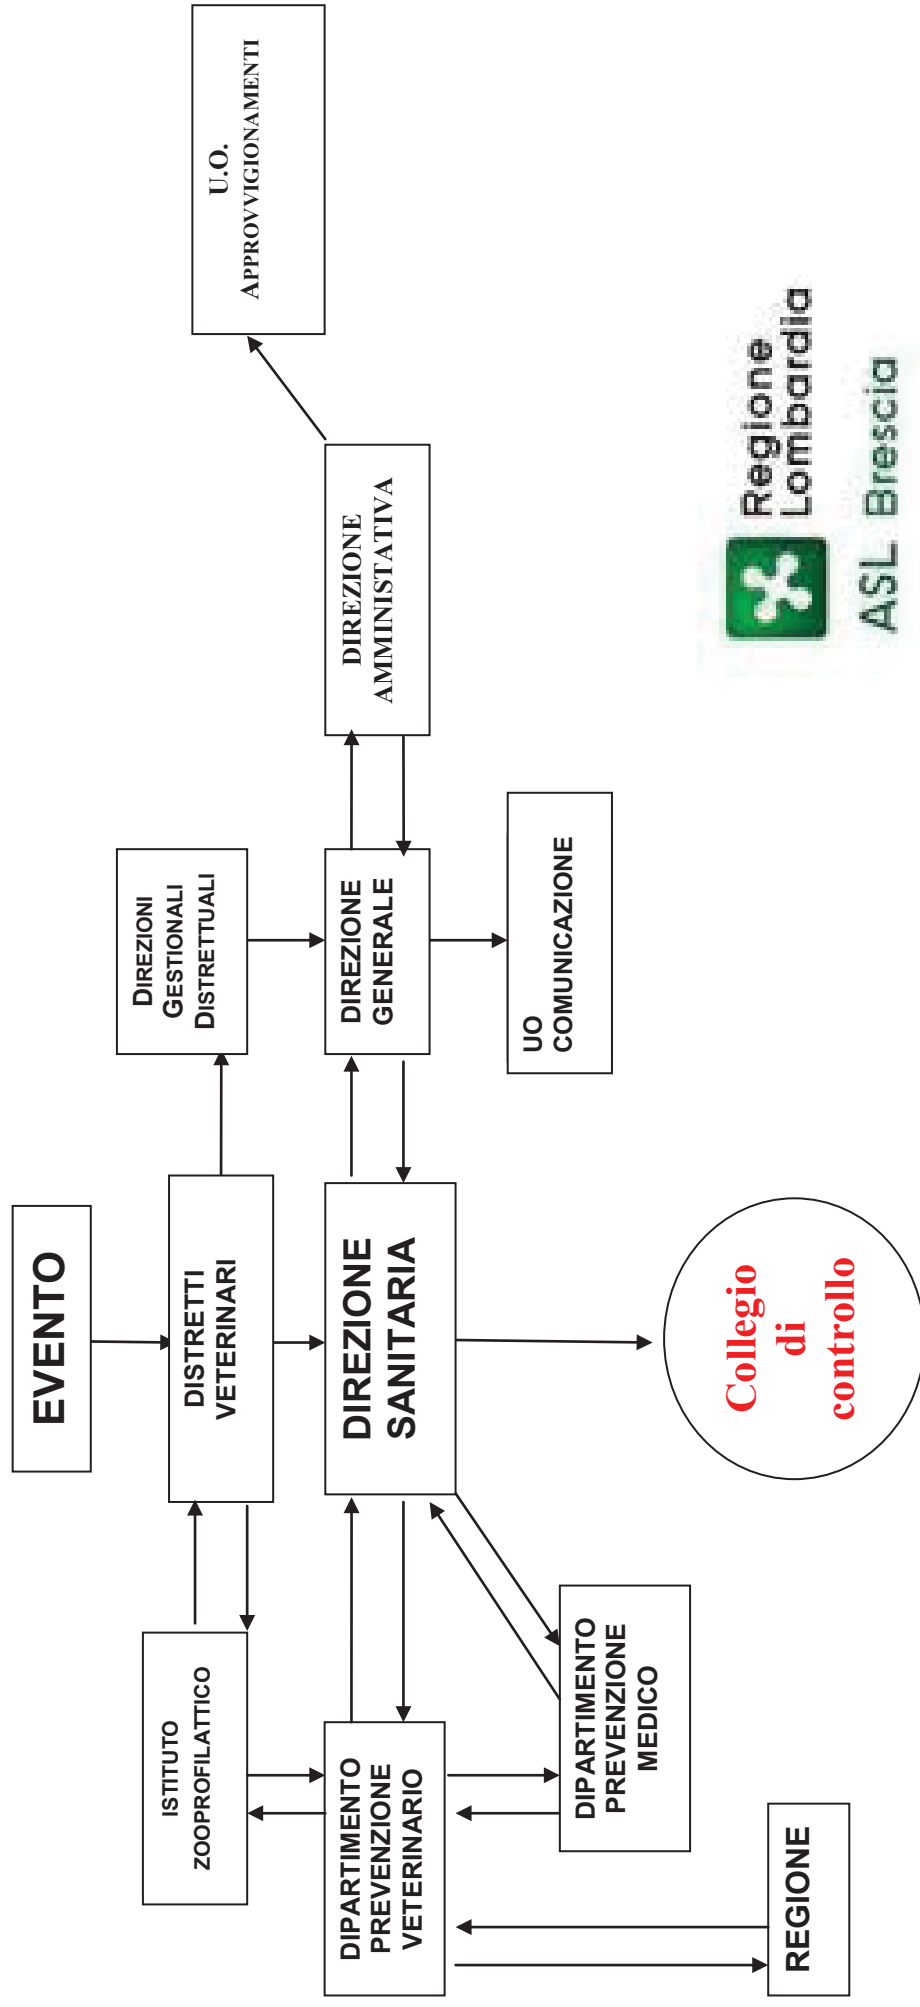 EVENTO
ISTITUTO
ZOOPROFILATTICO
DISTRETTI
VETERINARI
DIREZIONI
GESTIONALI
DISTRETTUALI
U.O.
APPROVVIGIONAMENTI
DIPARTIMENTO
PREVENZIONE
VETERINARIO
DIREZIONE
SANITARIA
DIREZIONE
GENERALE
DIREZIONE
AMMINISTATIVA
DIPARTIMENTO
PREVENZIONE
MEDICO
UO
COMUNICAZIONE
REGIONE
Collegio
di
controllo
Regione
Lombardia
ASL Brescia